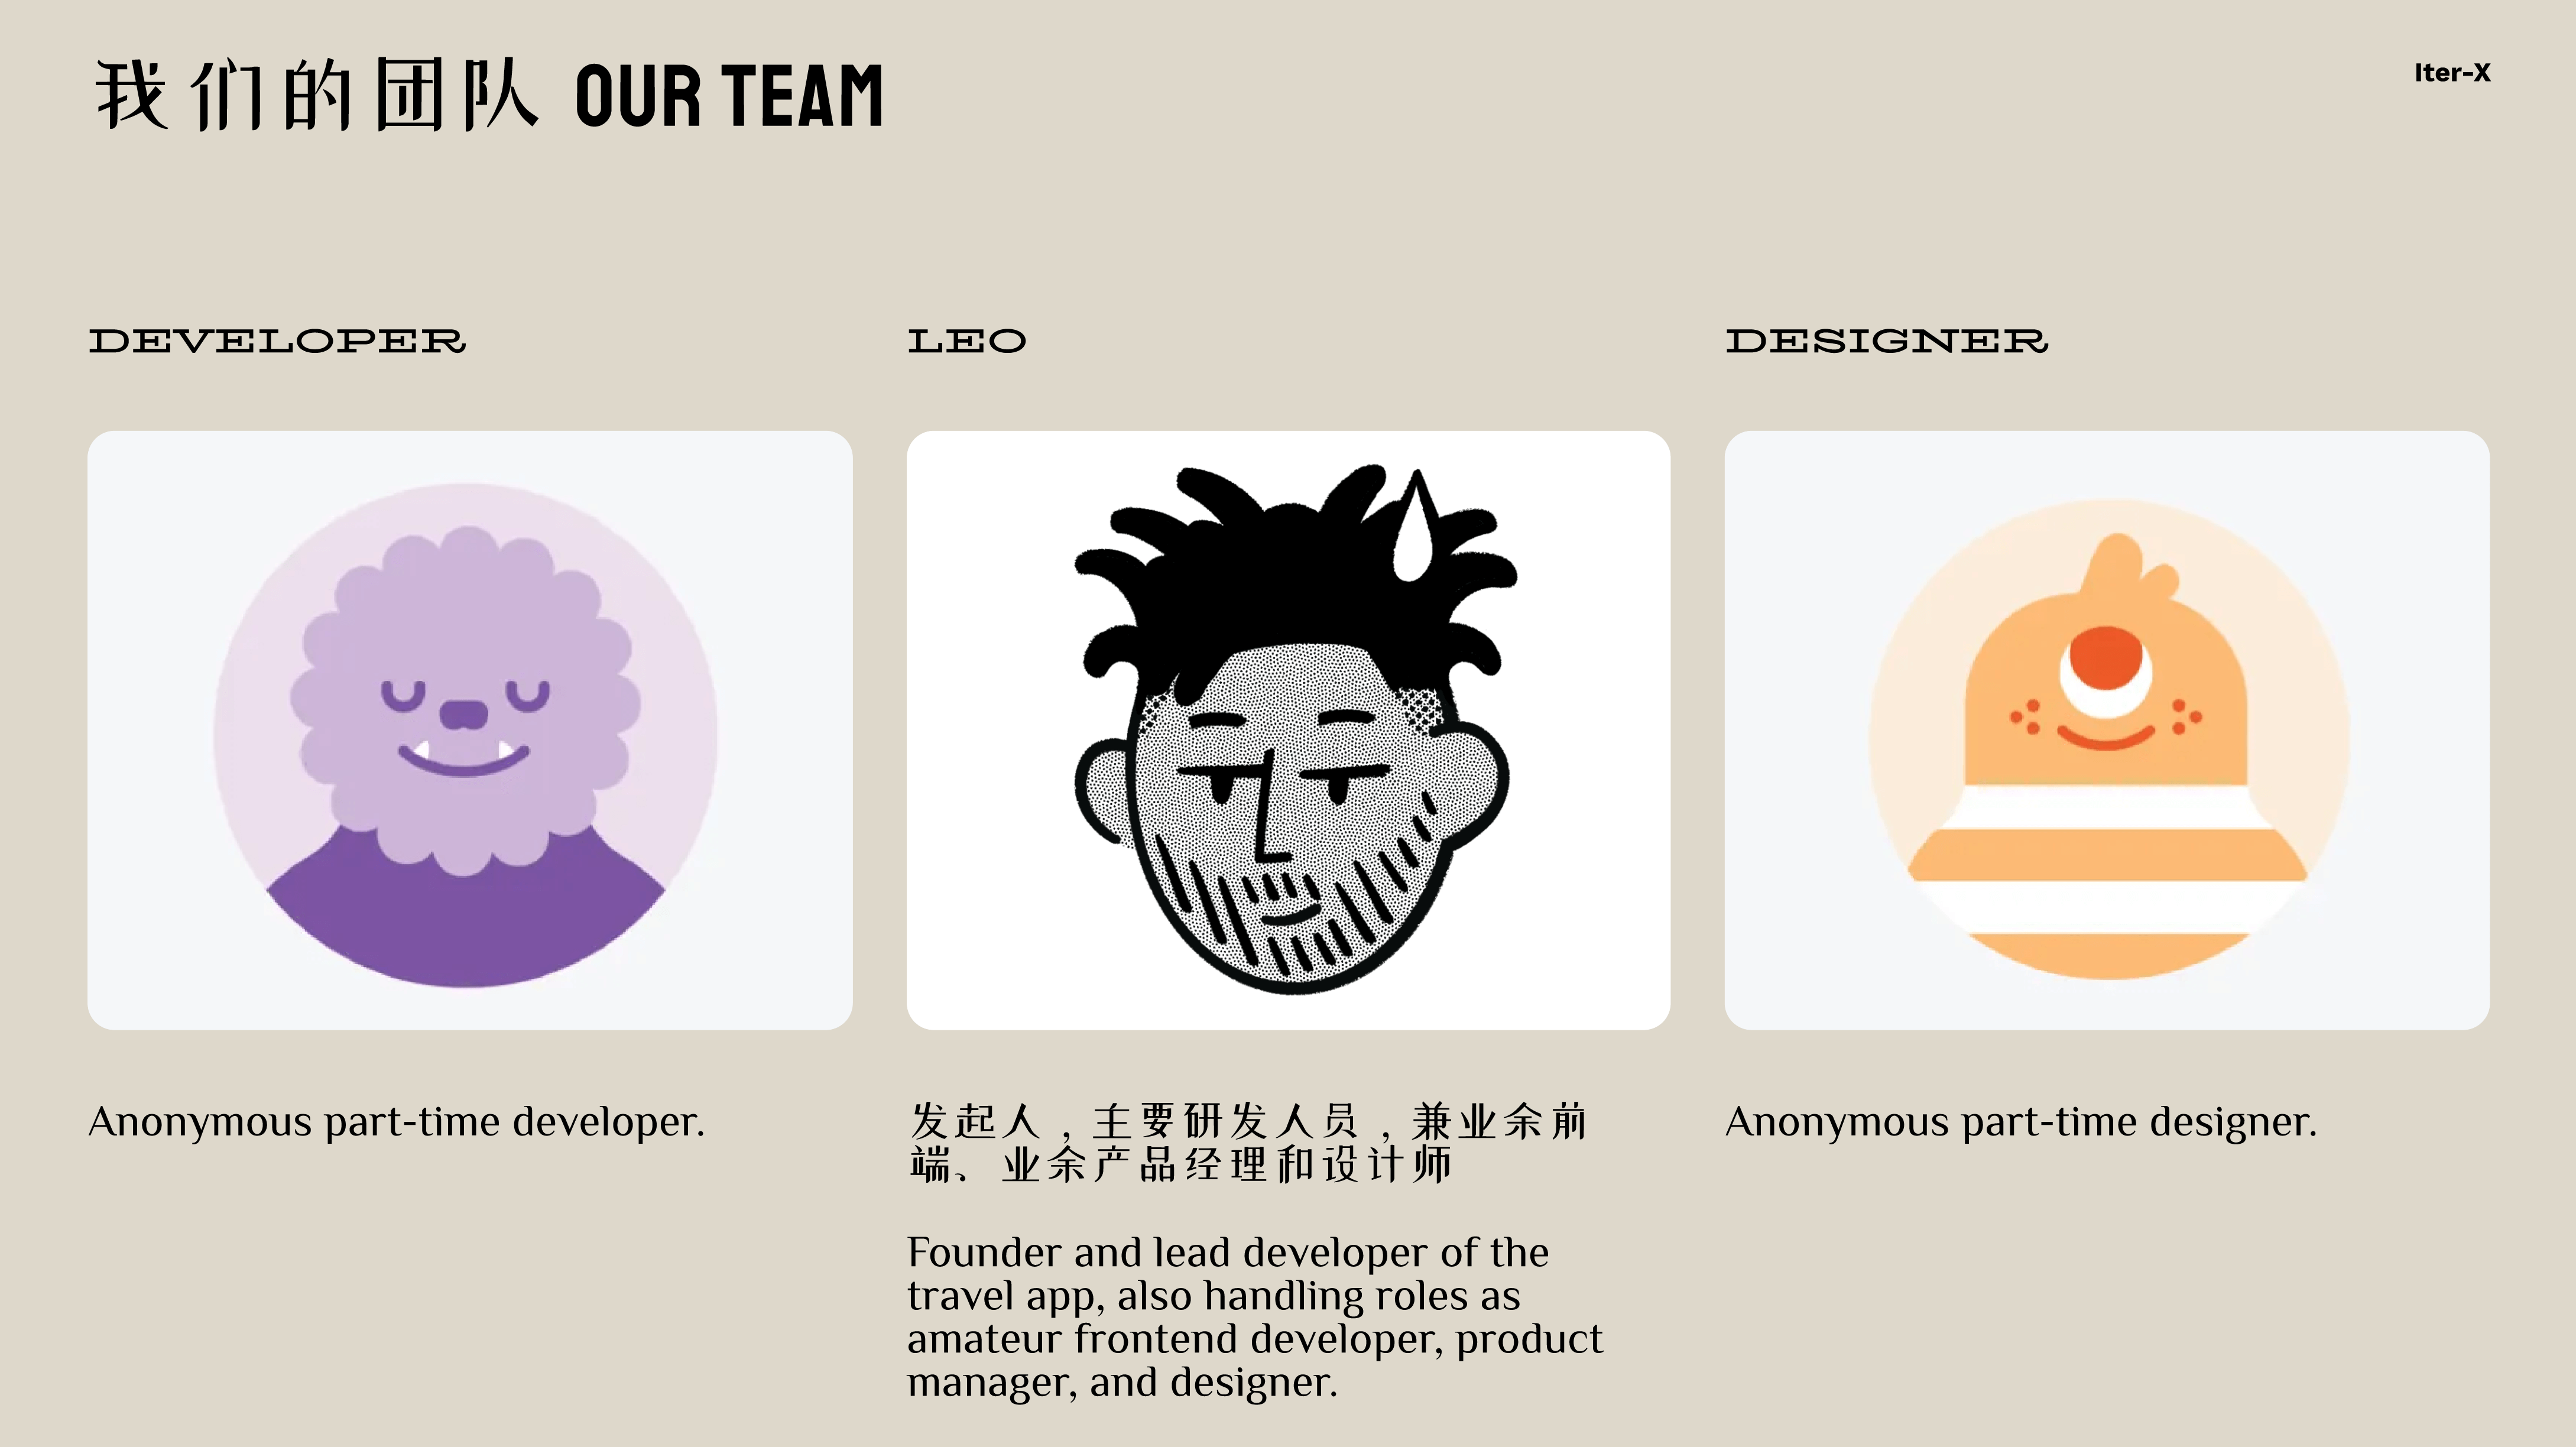 我们的团队 OUR TEAM
Iter-X
DEVELOPER
Anonymous part-time developer.
LEO
发起人，主要研发人员，兼业余前
端、业余产品经理和设计师
Founder and lead developer of the
travel app, also handling roles as
amateur frontend developer, product
manager, and designer.
DESIGNER
Anonymous part-time designer.